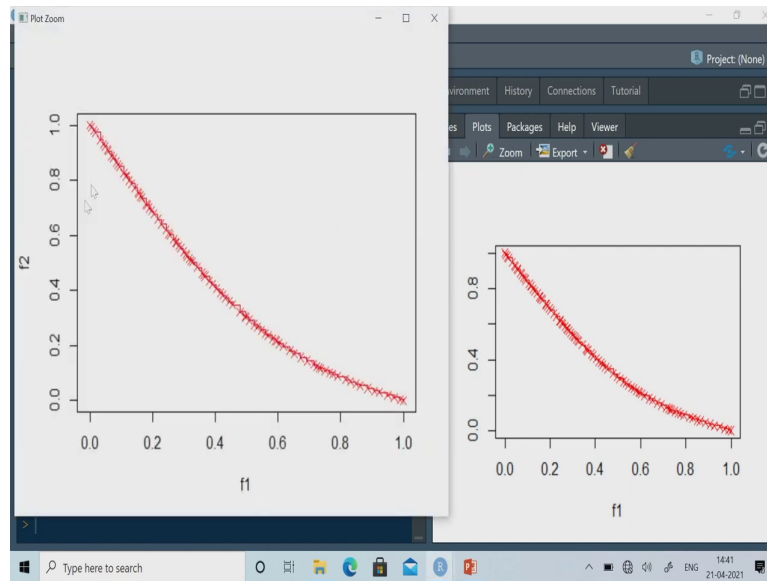 Plot Zoom
Project: (None)
vironment History Connections Tutorial
es Plots Packages Help Viewer
Zoom Export
1.0
0.8
0.6
0.4
0.2
0.0
f2
0.0 0.2 0.4 0.6 0.8 1.0
f1
0.8
0.4
0.0
0.0 0.2 0.4 0.6 0.8 1.0
f1
>
Type here to search
ENG
14:41
21-04-2021